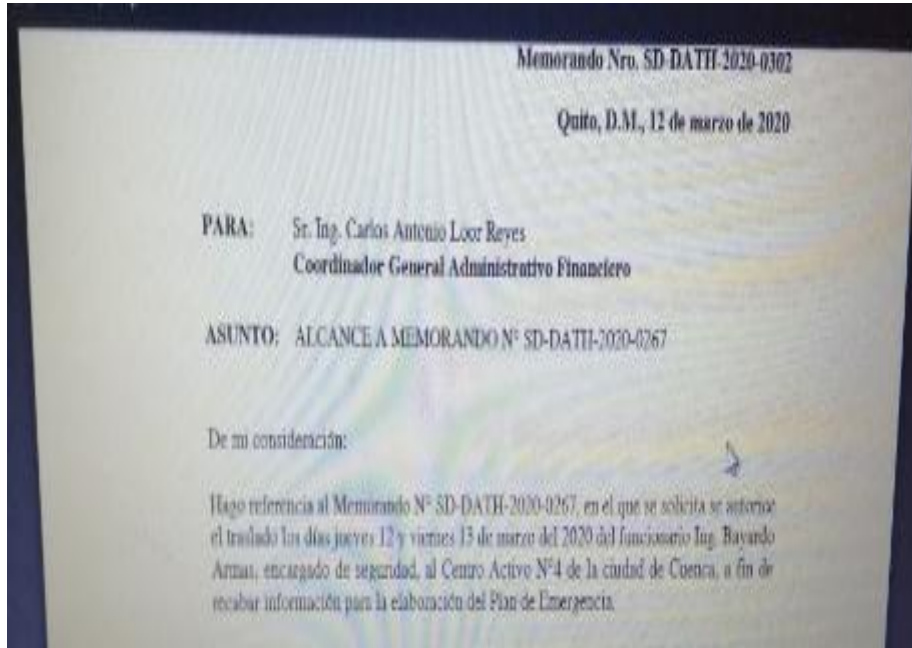 Memorando Nro. SD-DATH-2020-0302
Quito, D.M., 12 de marzo de 2020
PARA: Sr. Ing. Carlos Antonio Loor Reyes
Coordinador General Administrativo Financiero
ASUNTO: ALCANCE A MEMORANDO N° SD-DATH-2020-0267
De mi consideración:
Hago referencia al Memorando N° SD-DATH-2020-0267, en el que se solicita se autorice
el traslado los días jueves 12 y viernes 13 de marzo del 2020 del funcionario Ing. Bayardo
Armas, encargado de seguridad, al Centro Activo N°4 de la ciudad de Cuenca, a fin de
recabar información para la elaboración del Plan de Emergencia.